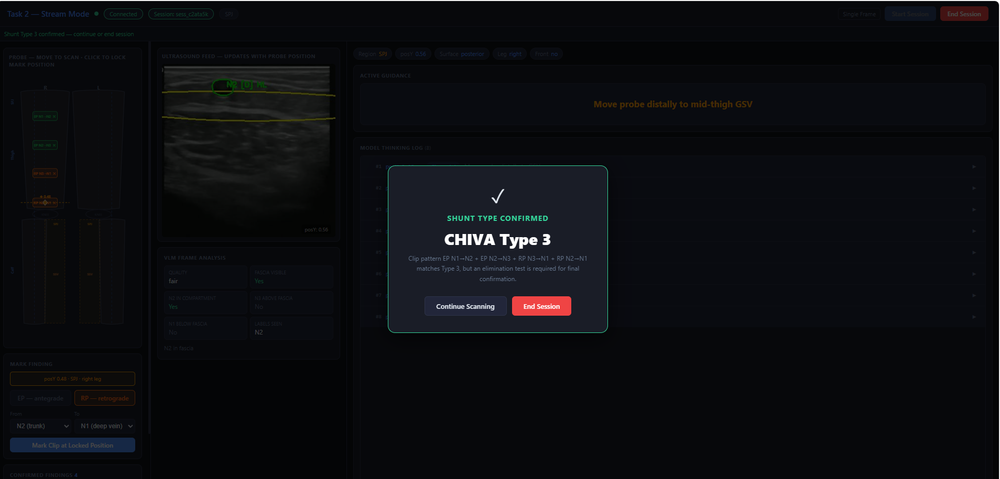 Task 2 — Stream Mode
Connected
Session: sess_c2ata5k
SPJ
Single Frame
Start Session
End Session
Shunt Type 3 confirmed — continue or end session
PROBE — MOVE TO SCAN · CLICK TO LOCK
MARK POSITION
R
L
Thigh
Calf
EP N1→N2 ✕
EP N2→N3 ✕
RP N3→N1 ✕
0.48
ULTRASOUND FEED — UPDATES WITH PROBE POSITION
posY: 0.56
VLM FRAME ANALYSIS
QUALITY
fair
FASCIA VISIBLE
Yes
N2 IN COMPARTMENT
Yes
N3 ABOVE FASCIA
No
N1 BELOW FASCIA
No
LABELS SEEN
N2
N2 in fascia
Region SPJ
posY 0.56
Surface posterior
Leg right
Front no
ACTIVE GUIDANCE
Move probe distally to mid-thigh GSV
MODEL THINKING LOG (8)
#1
#2
#3
#4
#5
#6
#7
#8
✓
SHUNT TYPE CONFIRMED
CHIVA Type 3
Clip pattern EP N1→N2 + EP N2→N3 + RP N3→N1 + RP N2→N1
matches Type 3, but an elimination test is required for final
confirmation.
Continue Scanning
End Session
MARK FINDING
posY 0.48 · SPJ · right leg
EP — antegrade
RP — retrograde
From
To
N2 (trunk)
N1 (deep vein)
Mark Clip at Locked Position
CONFIRMED FINDINGS 4